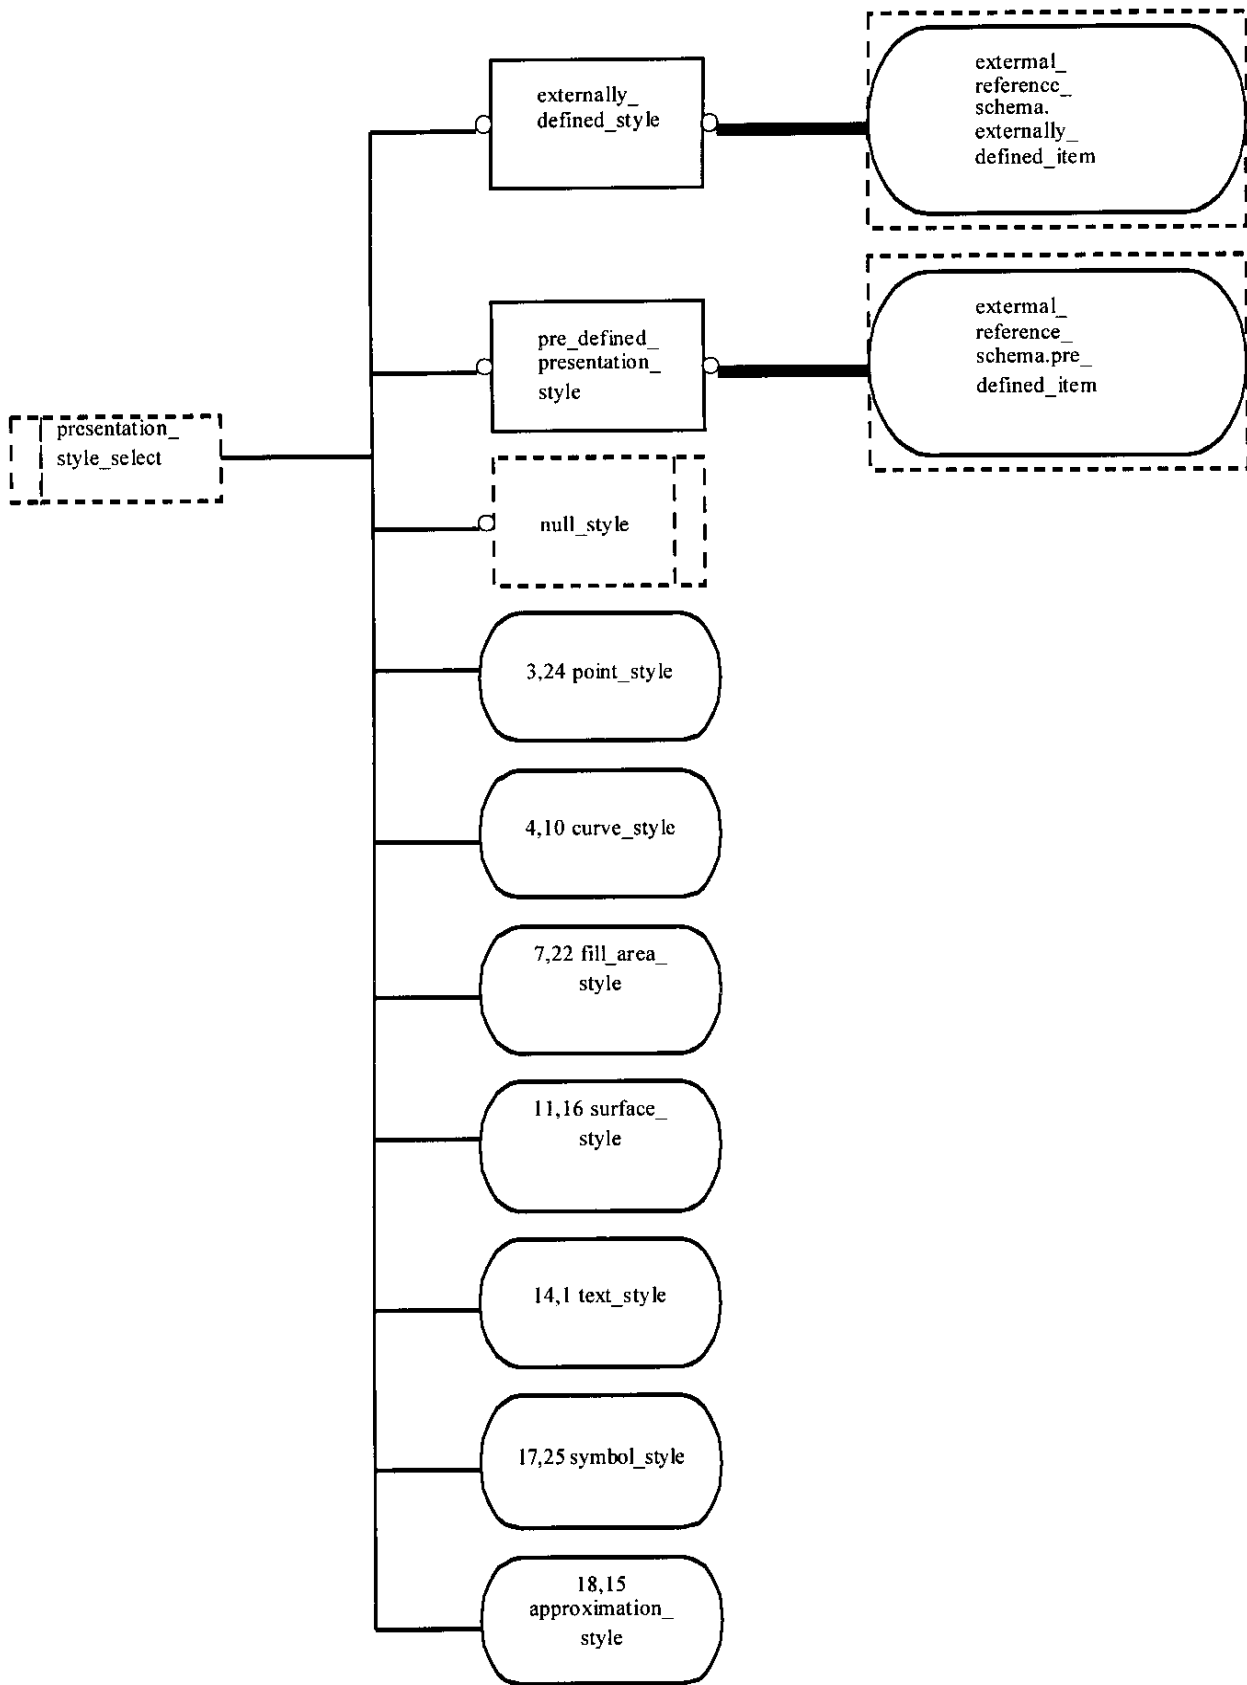 externally_
defined_style
extermal_
reference_
schema.
externally_
defined_item
pre_defined_
presentation_
style
extermal_
reference_
schema.pre_
defined_item
presentation_
style_select
null_style
3,24 point_style
4,10 curve_style
7,22 fill_area_
style
11,16 surface_
style
14,1 text_style
17,25 symbol_style
18,15
approximation_
style